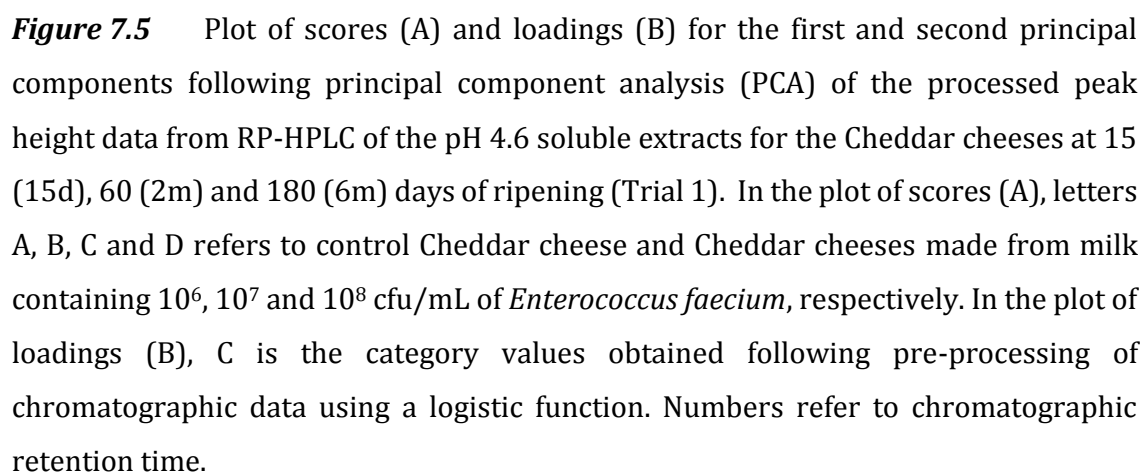 Figure 7.5 Plot of scores (A) and loadings (B) for the first and second principal
components following principal component analysis (PCA) of the processed peak
height data from RP-HPLC of the pH 4.6 soluble extracts for the Cheddar cheeses at 15
(15d), 60 (2m) and 180 (6m) days of ripening (Trial 1). In the plot of scores (A), letters
A, B, C and D refers to control Cheddar cheese and Cheddar cheeses made from milk
containing 10⁶, 10⁷ and 10⁸ cfu/mL of Enterococcus faecium, respectively. In the plot of
loadings (B), C is the category values obtained following pre-processing of
chromatographic data using a logistic function. Numbers refer to chromatographic
retention time.